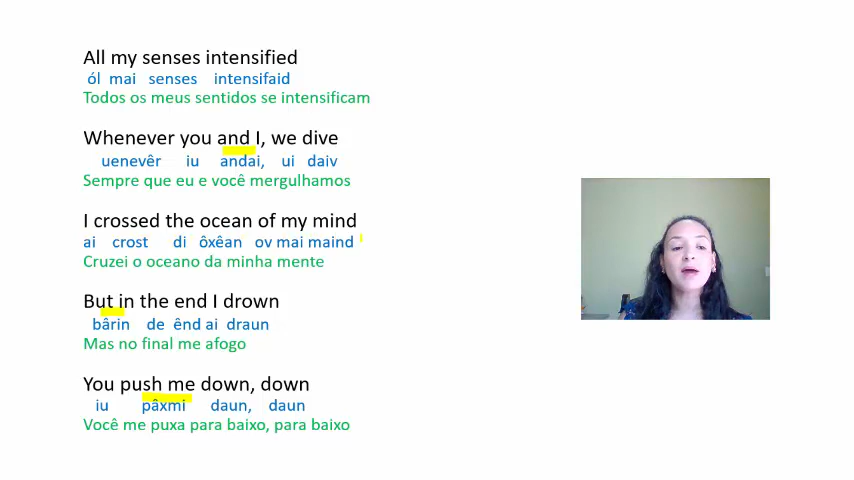 All my senses intensified
ól mai senses intensifaid
Todos os meus sentidos se intensificam
Whenever you and I, we dive
uenevêr iu andai, ui daiv
Sempre que eu e você mergulhamos
I crossed the ocean of my mind
ai crost di ôxêan ov mai maind
Cruzei o oceano da minha mente
But in the end I drown
bârin de ênd ai draun
Mas no final me afogo
You push me down, down
iu pâxmi daun, daun
Você me puxa para baixo, para baixo